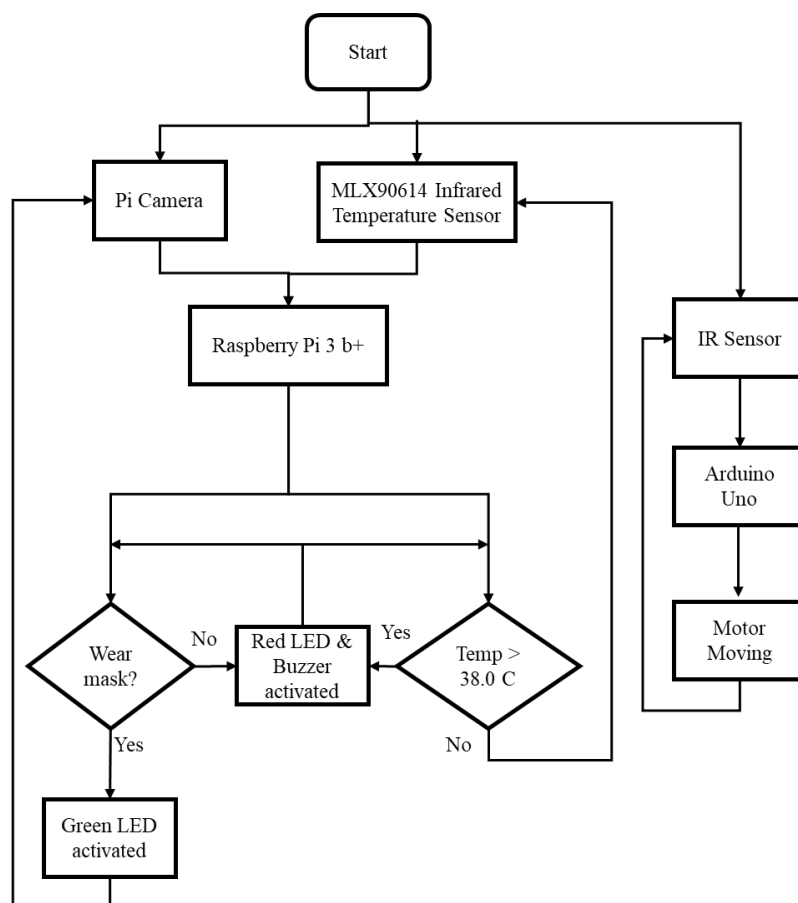 Start
Pi Camera
MLX90614 Infrared
Temperature Sensor
Raspberry Pi 3 b+
IR Sensor
Arduino
Uno
Motor
Moving
Wear
mask?
No
Red LED &
Buzzer
activated
Yes
Temp >
38.0 C
Yes
No
Green LED
activated